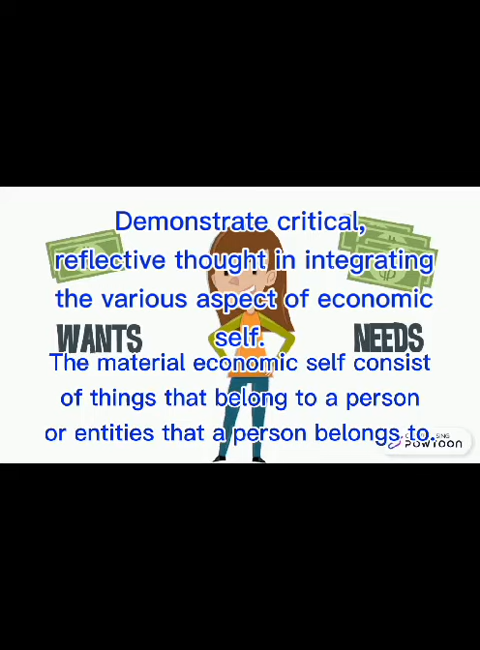 Demonstrate critical,
reflective thought in integrating
the various aspect of economic
self.
WANTS
NEEDS
The material economic self consist
of things that belong to a person
or entities that a person belongs to.
POWTOON